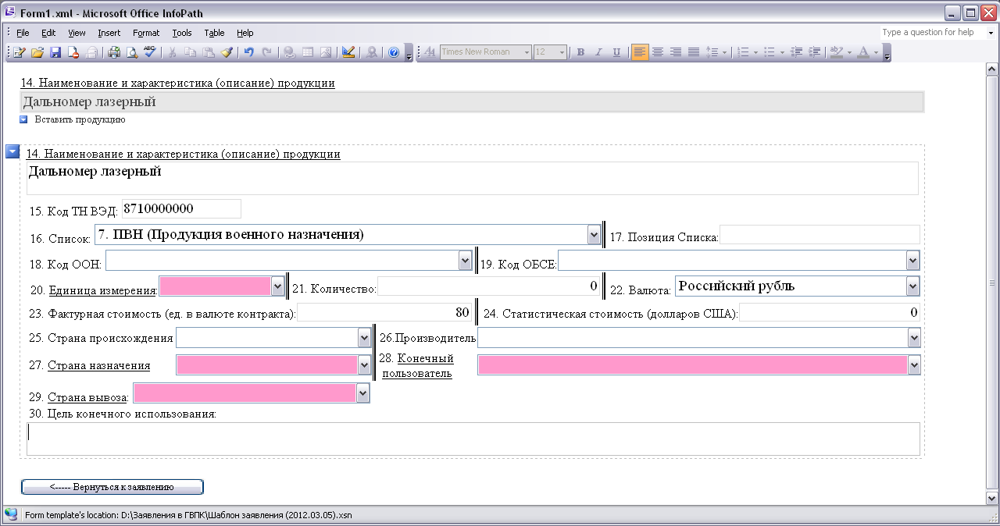 Form1.xml - Microsoft Office InfoPath
File Edit View Insert Format Tools Table Help
Type a question for help
Times New Roman 12 B I U
14. Наименование и характеристика (описание) продукции
Дальномер лазерный
Вставить продукцию
14. Наименование и характеристика (описание) продукции
Дальномер лазерный
15. Код ТН ВЭД: 8710000000
16. Список: 7. ПВН (Продукция военного назначения) 17. Позиция Списка:
18. Код ООН: 19. Код ОБСЕ:
20. Единица измерения: 21. Количество: 0 22. Валюта: Российский рубль
23. Фактурная стоимость (ед. в валюте контракта): 80 24. Статистическая стоимость (долларов США): 0
25. Страна происхождения 26.Производитель
27. Страна назначения 28. Конечный
пользователь
29. Страна вывоза:
30. Цель конечного использования:
<----- Вернуться к заявлению
Form template's location: D:\Заявления в ГВПК\Шаблон заявления (2012.03.05).xsn